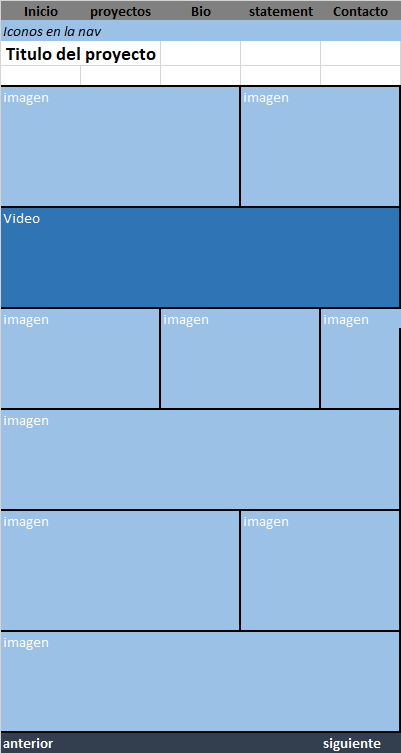 Inicio proyectos Bio statement Contacto
Iconos en la nav
Titulo del proyecto
imagen imagen
Video
imagen imagen imagen
imagen
imagen imagen
imagen
anterior siguiente